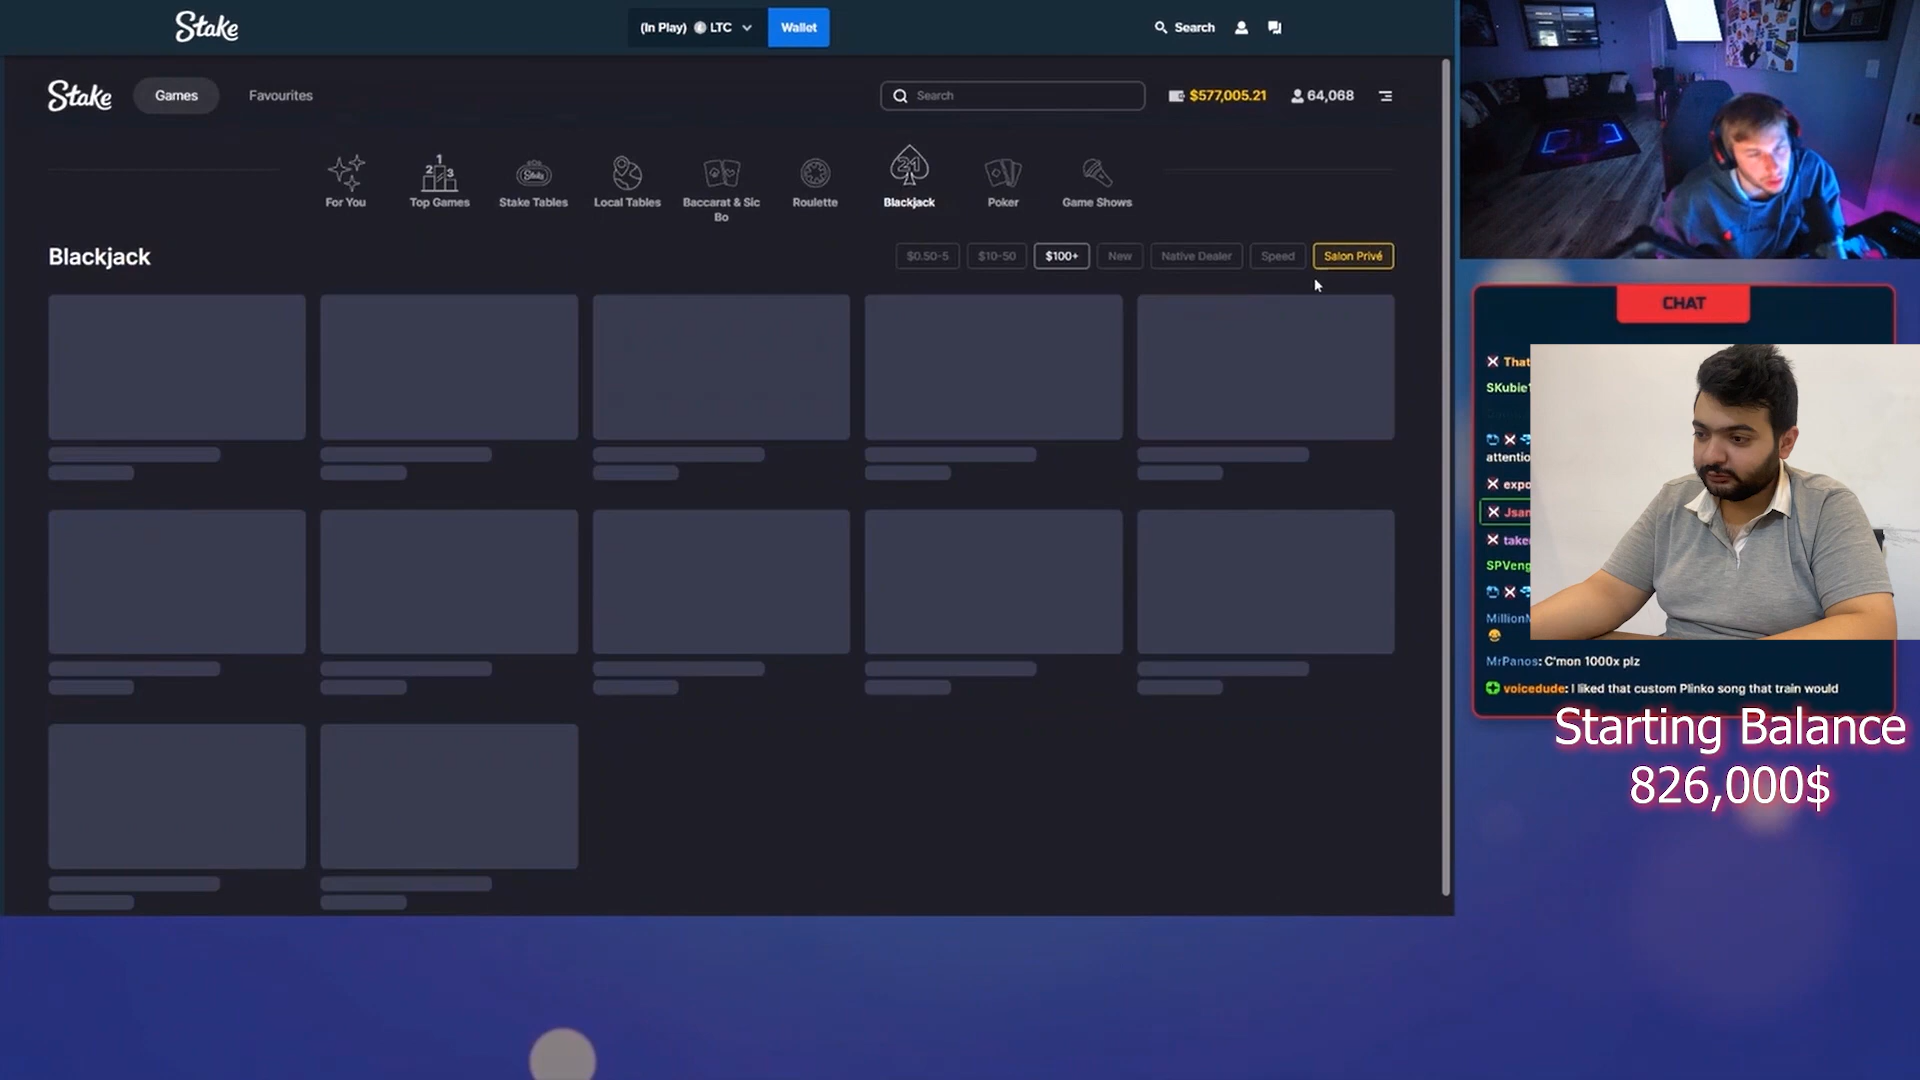 Stake
(In Play) LTC
Wallet
Search
Stake
Games
Favourites
Search
$577,005.21
64,068
For You
Top Games
Stake Tables
Local Tables
Baccarat & Sic
Bo
Roulette
21
Blackjack
Poker
Game Shows
Blackjack
$0.50-5
$10-50
$100+
New
Native Dealer
Speed
Salon Privé
CHAT
That
SKubie
attentio
expo
Jsan
take
SPVeng
Million
MrPanos: C'mon 1000x plz
voicedude: I liked that custom Plinko song that train would
Starting Balance
826,000$